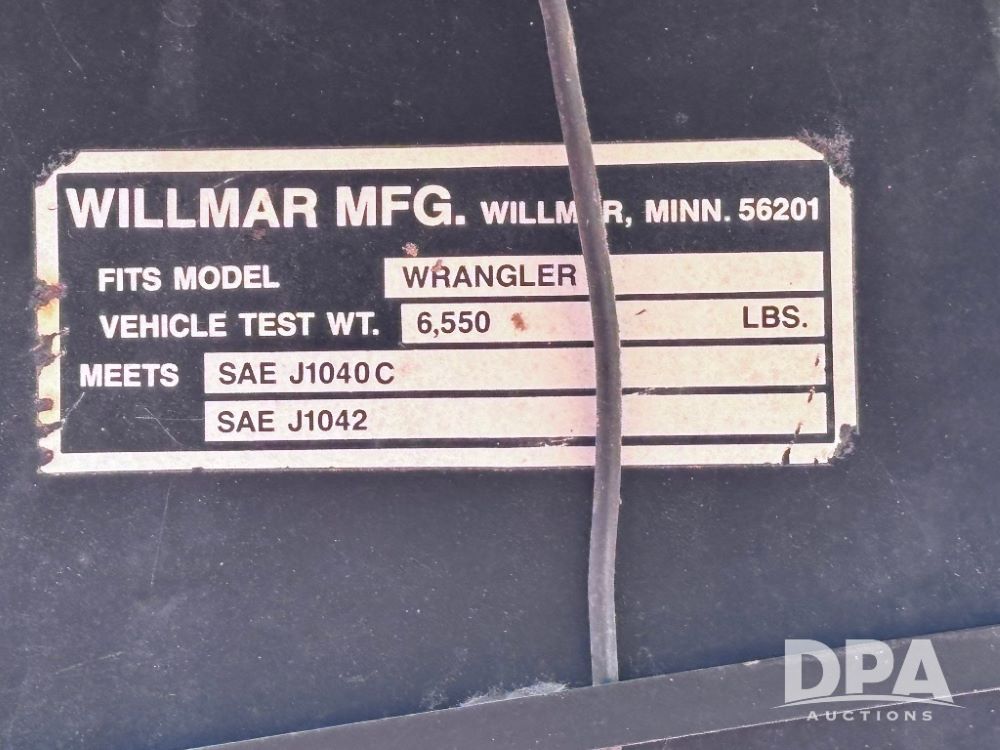 WILLMAR MFG. WILLMAR, MINN. 56201
FITS MODEL WRANGLER
VEHICLE TEST WT. 6,550 LBS.
MEETS SAE J1040C
SAE J1042
DPA
AUCTIONS